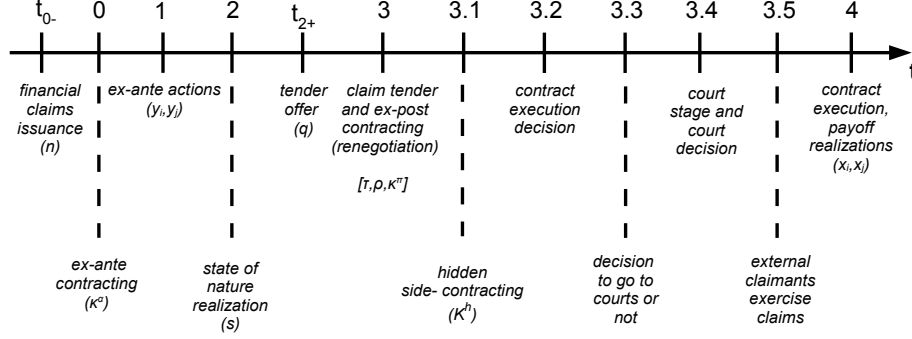 t0- 0 1 2 t2+ 3 3.1 3.2 3.3 3.4 3.5 4
t
financial
claims
issuance
(n)
ex-ante actions
(yi,yj)
tender
offer
(q)
claim tender
and ex-post
contracting
(renegotiation)
[τ,ρ,κπ]
contract
execution
decision
court
stage and
court
decision
contract
execution,
payoff
realizations
(xi,xj)
ex-ante
contracting
(κα)
state of
nature
realization
(s)
hidden
side- contracting
(Kh)
decision
to go to
courts or
not
external
claimants
exercise
claims